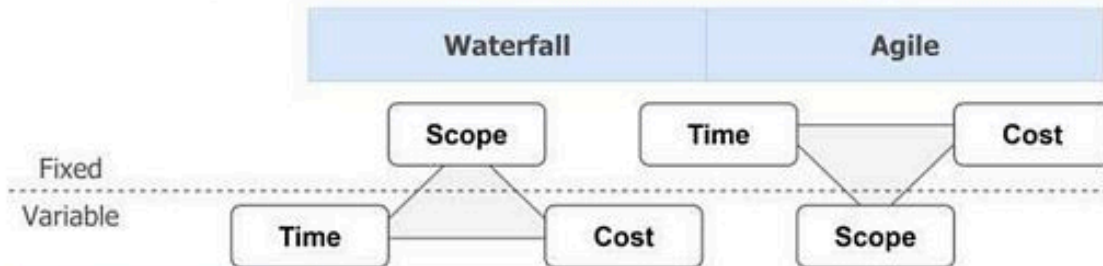 Waterfall Agile
Scope Time Cost
Fixed
Variable
Time Cost Scope